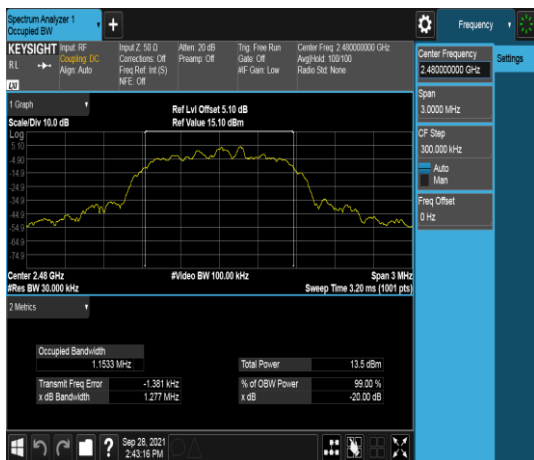 Spectrum Analyzer 1
Occupied BW
Frequency
KEYSIGHT
RL
Input: RF
Coupling: DC
Align: Auto
Input Z: 50 Ω
Corrections: Off
Freq Ref: Int (S)
NFE: Off
Atten: 20 dB
Preamp: Off
Trig: Free Run
Gate: Off
#IF Gain: Low
Center Freq: 2.480000000 GHz
Avg|Hold: 100/100
Radio Std: None
LXI
Center Frequency
2.480000000 GHz
Settings
Span
3.0000 MHz
CF Step
300.000 kHz
Auto
Man
Freq Offset
0 Hz
1 Graph
Scale/Div 10.0 dB
Ref Lvl Offset 5.10 dB
Ref Value 15.10 dBm
Log
5.10
-4.90
-14.9
-24.9
-34.9
-44.9
-54.9
-64.9
-74.9
Center 2.48 GHz
#Res BW 30.000 kHz
#Video BW 100.00 kHz
Span 3 MHz
Sweep Time 3.20 ms (1001 pts)
2 Metrics
Occupied Bandwidth
1.1533 MHz
Total Power
13.5 dBm
Transmit Freq Error
-1.381 kHz
% of OBW Power
99.00 %
x dB Bandwidth
1.277 MHz
x dB
-20.00 dB
?
Sep 28, 2021
2:43:16 PM